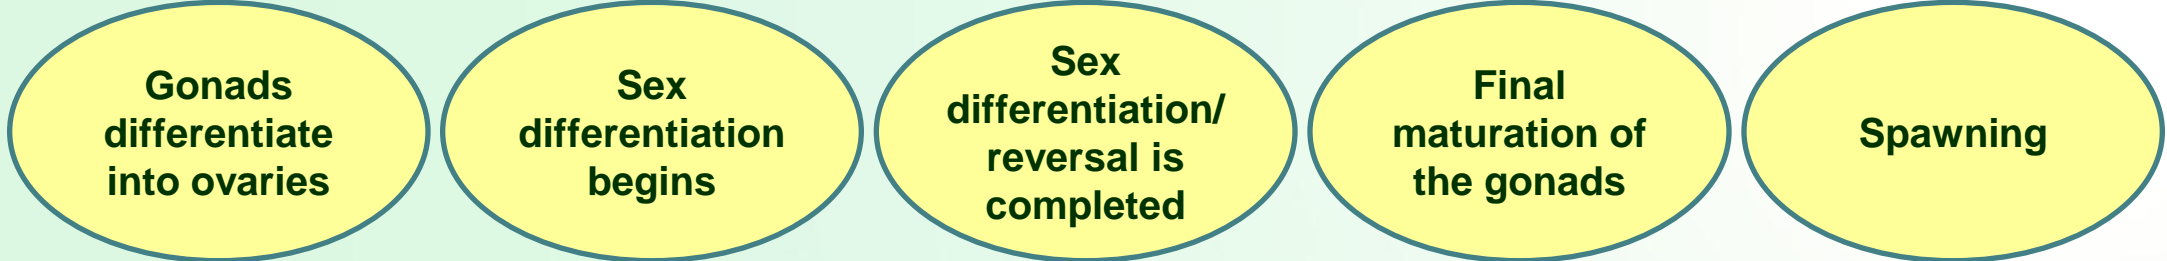 Gonads
differentiate
into ovaries
Sex
differentiation
begins
Sex
differentiation/
reversal is
completed
Final
maturation of
the gonads
Spawning